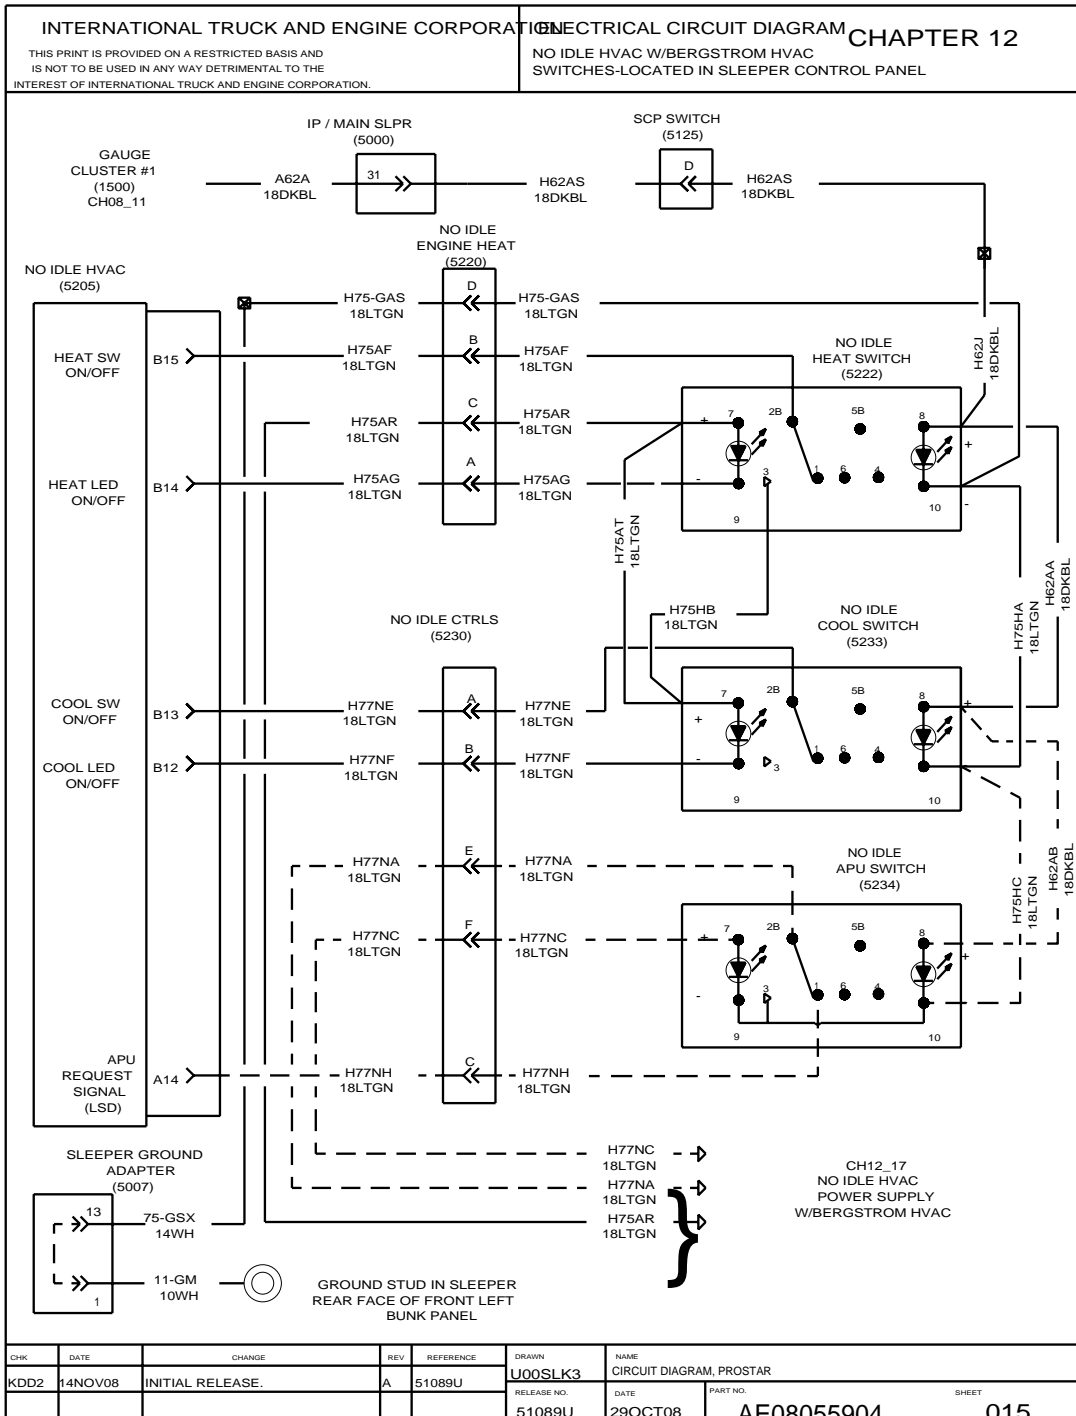 INTERNATIONAL TRUCK AND ENGINE CORPORATION
THIS PRINT IS PROVIDED ON A RESTRICTED BASIS AND
IS NOT TO BE USED IN ANY WAY DETRIMENTAL TO THE
INTEREST OF INTERNATIONAL TRUCK AND ENGINE CORPORATION.
ELECTRICAL CIRCUIT DIAGRAM
CHAPTER 12
NO IDLE HVAC W/BERGSTROM HVAC
SWITCHES-LOCATED IN SLEEPER CONTROL PANEL
IP / MAIN SLPR
(5000)
SCP SWITCH
(5125)
GAUGE
CLUSTER #1
(1500)
CH08_11
A62A
18DKBL
31
H62AS
18DKBL
D
H62AS
18DKBL
NO IDLE
ENGINE HEAT
(5220)
NO IDLE HVAC
(5205)
H75-GAS
18LTGN
D
H75-GAS
18LTGN
HEAT SW
ON/OFF
B15
H75AF
18LTGN
B
H75AF
18LTGN
NO IDLE
HEAT SWITCH
(5222)
H62J
18DKBL
H75AR
18LTGN
C
H75AR
18LTGN
HEAT LED
ON/OFF
B14
H75AG
18LTGN
A
H75AG
18LTGN
+
7
2B
5B
8
+
-
3
1
6
4
9
10
-
H75AT
18LTGN
H75HB
18LTGN
H75HA
18LTGN
H62AA
18DKBL
NO IDLE CTRLS
(5230)
NO IDLE
COOL SWITCH
(5233)
COOL SW
ON/OFF
B13
H77NE
18LTGN
A
H77NE
18LTGN
COOL LED
ON/OFF
B12
H77NF
18LTGN
B
H77NF
18LTGN
7
2B
5B
8
+
+
-
3
1
6
4
9
10
H77NA
18LTGN
E
H77NA
18LTGN
NO IDLE
APU SWITCH
(5234)
H75HC
18LTGN
H62AB
18DKBL
H77NC
18LTGN
F
H77NC
18LTGN
+
7
2B
5B
8
+
-
3
1
6
4
9
10
APU
REQUEST
SIGNAL
(LSD)
A14
H77NH
18LTGN
C
H77NH
18LTGN
SLEEPER GROUND
ADAPTER
(5007)
H77NC
18LTGN
H77NA
18LTGN
H75AR
18LTGN
}
CH12_17
NO IDLE HVAC
POWER SUPPLY
W/BERGSTROM HVAC
13
75-GSX
14WH
11-GM
10WH
1
GROUND STUD IN SLEEPER
REAR FACE OF FRONT LEFT
BUNK PANEL
CHK DATE CHANGE REV REFERENCE
KDD2 14NOV08 INITIAL RELEASE. A 51089U
DRAWN
U00SLK3
NAME
CIRCUIT DIAGRAM, PROSTAR
RELEASE NO.
51089U
DATE
29OCT08
PART NO.
AE08055904
SHEET
015